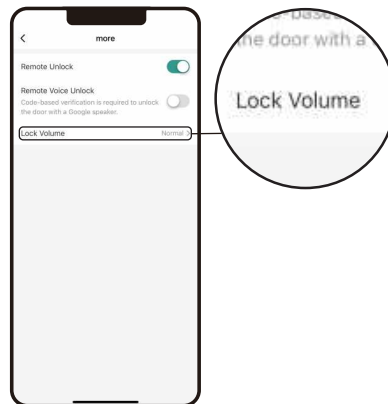 more
Remote Unlock
Remote Voice Unlock
Code-based verification is required to unlock
the door with a Google speaker.
Lock Volume
Normal
-based
the door with a
Lock Volume